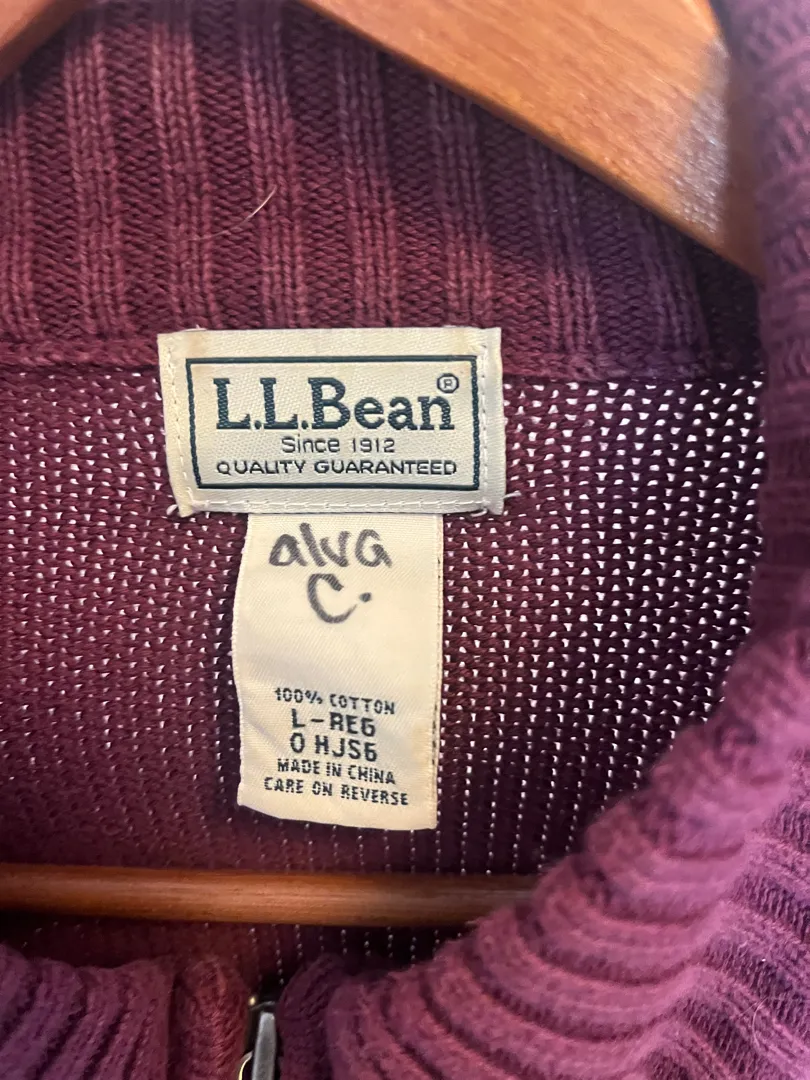 L.L.Bean®
Since 1912
QUALITY GUARANTEED
alva
C.
100% COTTON
L-REG
0 HJS6
MADE IN CHINA
CARE ON REVERSE